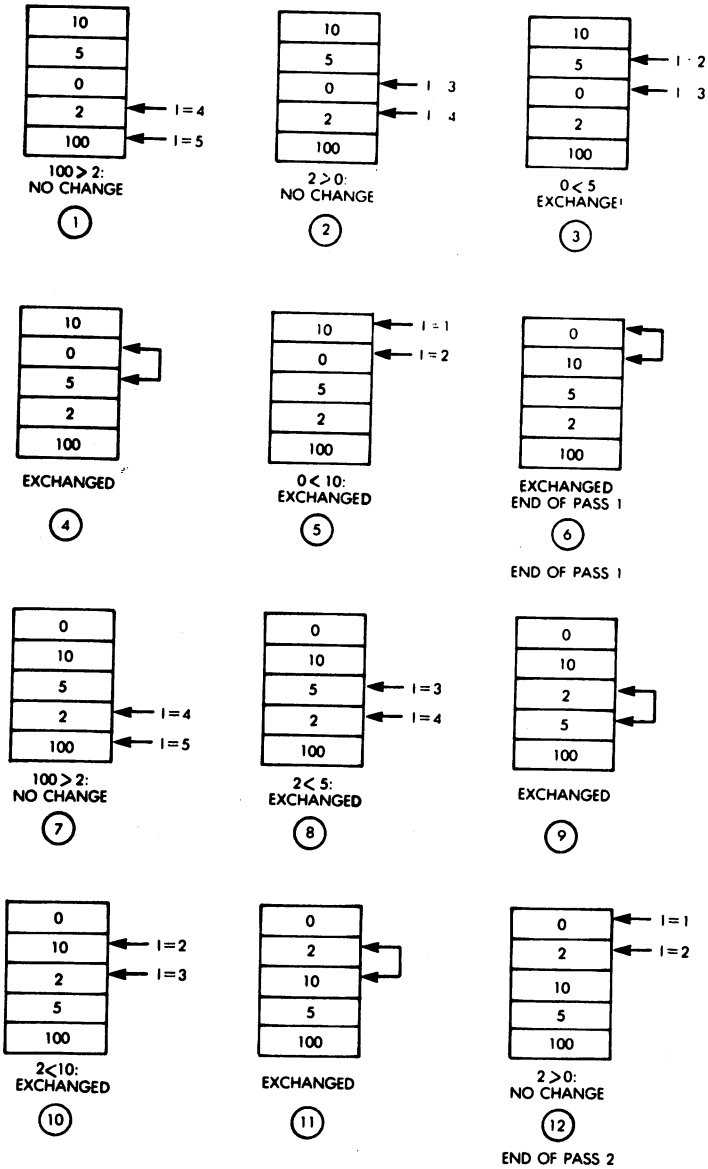 10
5
0
2
100
I=4
I=5
100>2:
NO CHANGE
1
10
5
0
2
100
I 3
I 4
2>0:
NO CHANGE
2
10
5
0
2
100
I · 2
I 3
0<5
EXCHANGE!
3
10
0
5
2
100
EXCHANGED
4
10
0
5
2
100
I=1
I=2
0<10:
EXCHANGED
5
0
10
5
2
100
EXCHANGED
END OF PASS 1
6
END OF PASS 1
0
10
5
2
100
I=4
I=5
100>2:
NO CHANGE
7
0
10
5
2
100
I=3
I=4
2<5:
EXCHANGED
8
0
10
2
5
100
EXCHANGED
9
0
10
2
5
100
I=2
I=3
2<10:
EXCHANGED
10
0
2
10
5
100
EXCHANGED
11
0
2
10
5
100
I=1
I=2
2>0:
NO CHANGE
12
END OF PASS 2